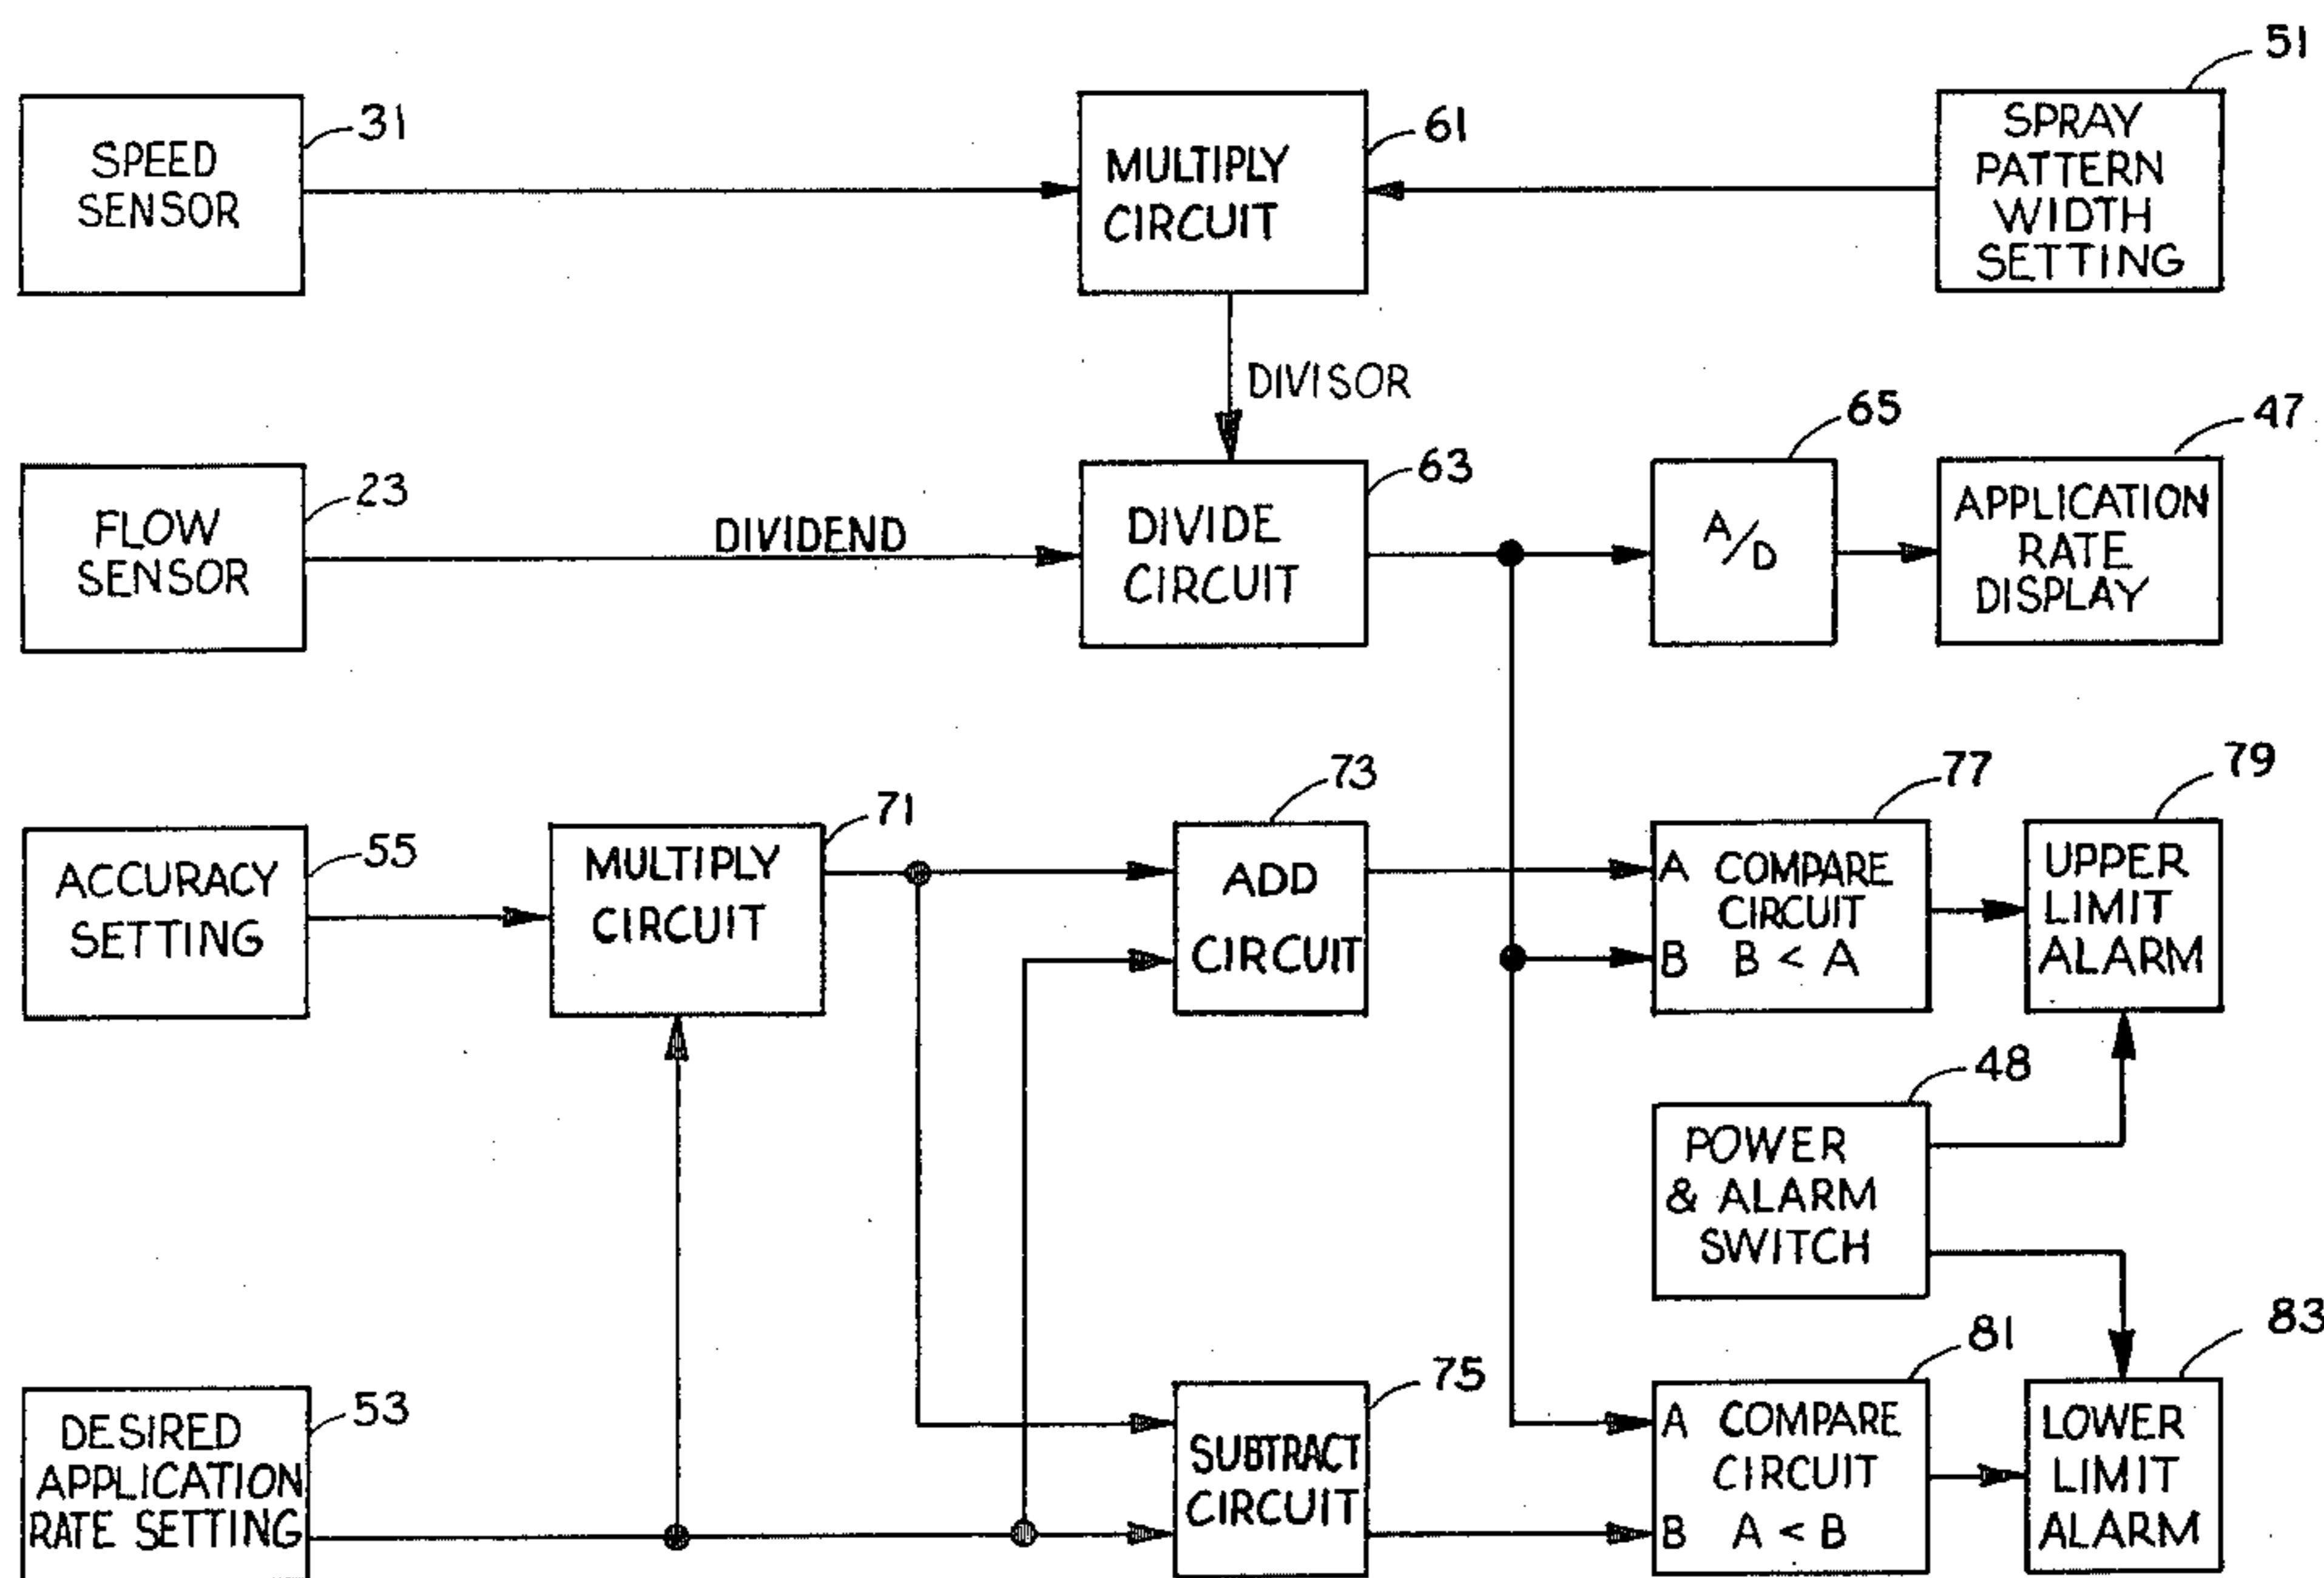 51
SPEED
SENSOR
31
MULTIPLY
CIRCUIT
61
SPRAY
PATTERN
WIDTH
SETTING
DIVISOR
FLOW
SENSOR
23
DIVIDEND
DIVIDE
CIRCUIT
63
A/D
65
APPLICATION
RATE
DISPLAY
47
ACCURACY
SETTING
55
MULTIPLY
CIRCUIT
71
ADD
CIRCUIT
73
A COMPARE
CIRCUIT
B B < A
77
UPPER
LIMIT
ALARM
79
POWER
& ALARM
SWITCH
48
DESIRED
APPLICATION
RATE SETTING
53
SUBTRACT
CIRCUIT
75
A COMPARE
CIRCUIT
B A < B
81
LOWER
LIMIT
ALARM
83